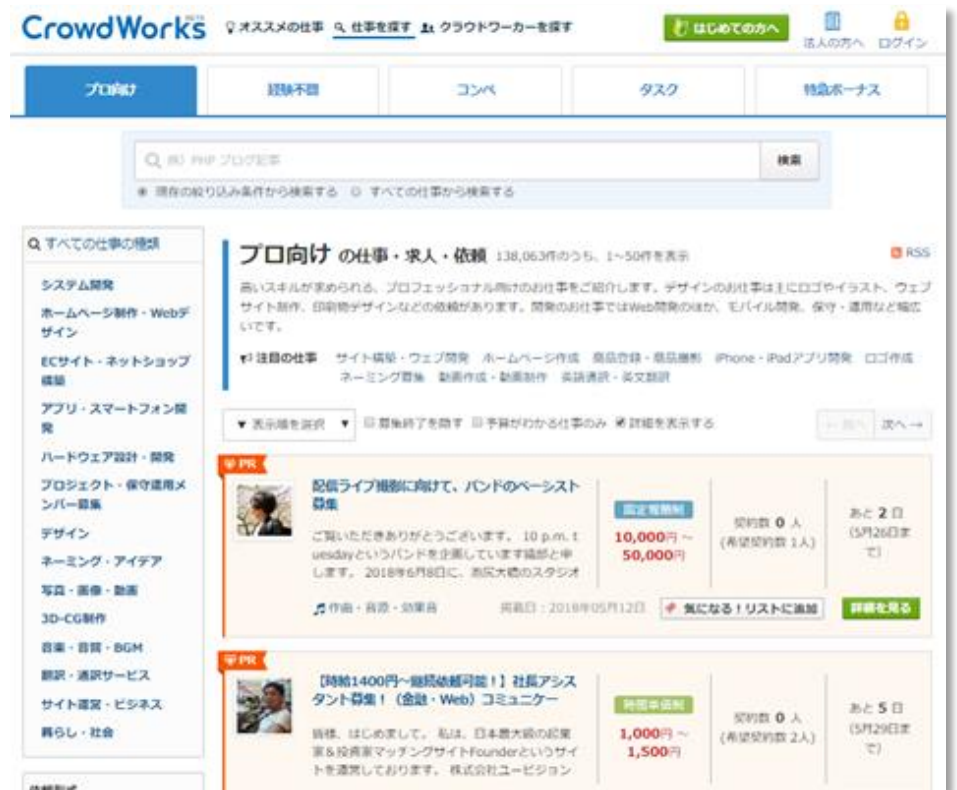 CrowdWorks BETA
オススメの仕事 仕事を探す クラウドワーカーを探す
はじめての方へ
法人の方へ ログイン
プロ向け 経験不問 コンペ タスク 特急ボーナス
例) PHP ブログ記事 検索
現在の絞り込み条件から検索する すべての仕事から検索する
すべての仕事の種類
システム開発
ホームページ制作・Webデ
ザイン
ECサイト・ネットショップ
構築
アプリ・スマートフォン開
発
ハードウェア設計・開発
プロジェクト・保守運用メ
ンバー募集
デザイン
ネーミング・アイデア
写真・画像・動画
3D-CG制作
音楽・音響・BGM
翻訳・通訳サービス
サイト運営・ビジネス
暮らし・社会
依頼形式
プロ向け の仕事・求人・依頼 138,063件のうち、1~50件を表示
RSS
高いスキルが求められる、プロフェッショナル向けのお仕事をご紹介します。デザインのお仕事は主にロゴやイラスト、ウェブ
サイト制作、印刷物デザインなどの依頼があります。開発のお仕事ではWeb開発のほか、モバイル開発、保守・運用など幅広
いです。
注目の仕事 サイト構築・ウェブ開発 ホームページ作成 商品登録・商品撮影 iPhone・iPadアプリ開発 ロゴ作成
ネーミング募集 動画作成・動画制作 英語通訳・英文翻訳
表示順を選択 募集終了を隠す 予算がわかる仕事のみ 詳細を表示する
←前へ 次へ→
PR
配信ライブ撮影に向けて、バンドのベーシスト
募集
ご覧いただきありがとうございます。 10 p.m. t
uesdayというバンドを企画しています織部と申
します。 2018年6月8日に、池尻大橋のスタジオ
固定報酬制
10,000円 ~
50,000円
契約数 0 人
(希望契約数 1人)
あと 2 日
(5月26日ま
で)
作曲・音源・効果音 掲載日:2018年05月12日 気になる!リストに追加 詳細を見る
PR
【時給1400円~継続依頼可能!】社長アシス
タント募集!(金融・Web)コミュニケー
皆様、はじめまして。 私は、日本最大級の起業
家&投資家マッチングサイトFounderというサイ
トを運営しております。 株式会社ユービジョン
時間単価制
1,000円 ~
1,500円
契約数 0 人
(希望契約数 2人)
あと 5 日
(5月29日ま
で)